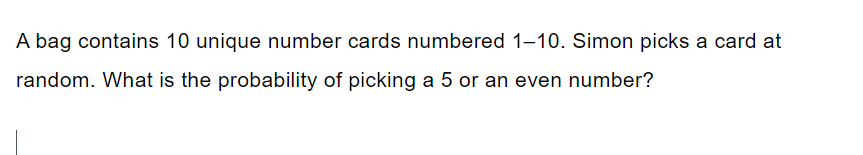 A bag contains 10 unique number cards numbered 1–10. Simon picks a card at
random. What is the probability of picking a 5 or an even number?